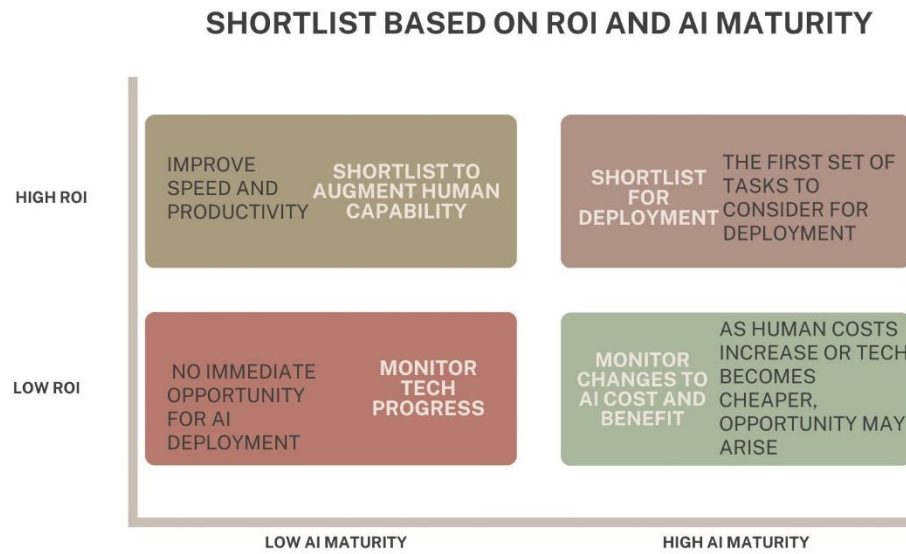 SHORTLIST BASED ON ROI AND AI MATURITY
HIGH ROI
IMPROVE
SPEED AND
PRODUCTIVITY
SHORTLIST TO
AUGMENT HUMAN
CAPABILITY
SHORTLIST
FOR
DEPLOYMENT
THE FIRST SET OF
TASKS TO
CONSIDER FOR
DEPLOYMENT
LOW ROI
NO IMMEDIATE
OPPORTUNITY
FOR AI
DEPLOYMENT
MONITOR
TECH
PROGRESS
MONITOR
CHANGES TO
AI COST AND
BENEFIT
AS HUMAN COSTS
INCREASE OR TECH
BECOMES
CHEAPER,
OPPORTUNITY MAY
ARISE
LOW AI MATURITY
HIGH AI MATURITY